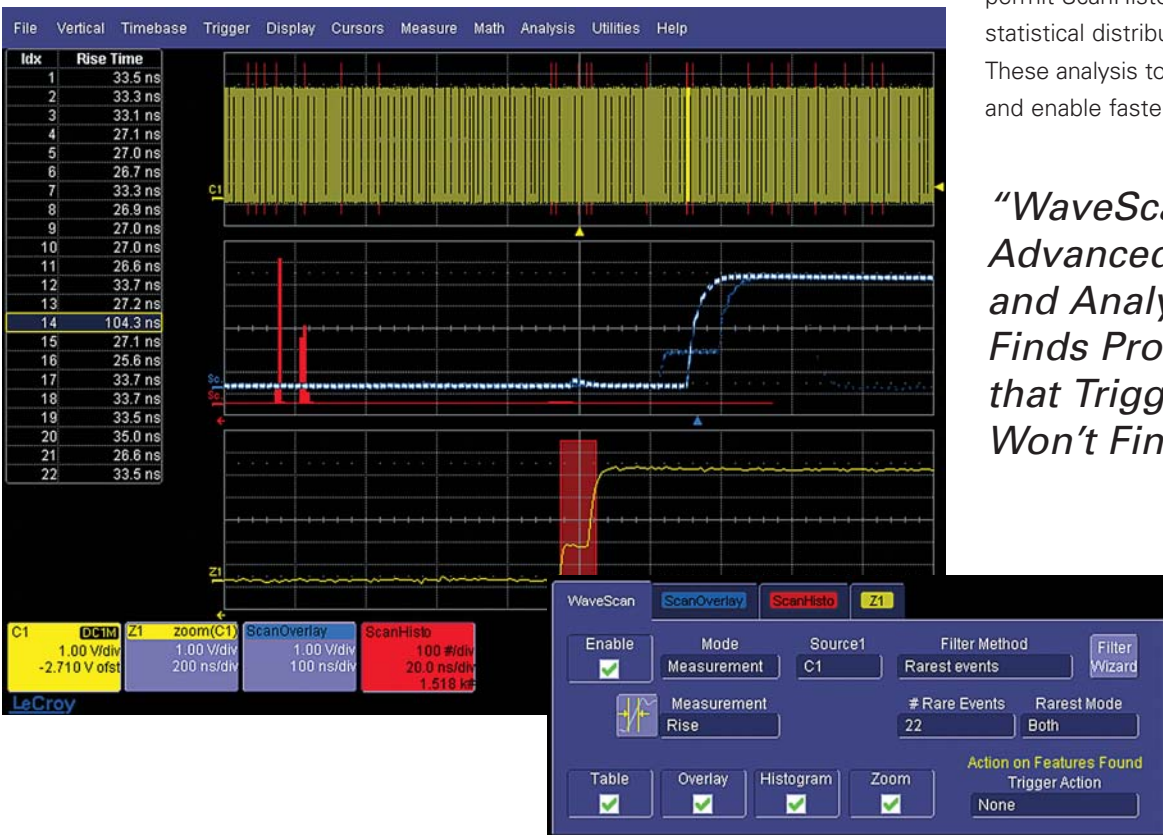 File Vertical Timebase Trigger Display Cursors Measure Math Analysis Utilities Help
Idx Rise Time
1 33.5 ns
2 33.3 ns
3 33.1 ns
4 27.1 ns
5 27.0 ns
6 26.7 ns
7 33.3 ns
8 26.9 ns
9 27.0 ns
10 27.0 ns
11 26.6 ns
12 33.7 ns
13 27.2 ns
14 104.3 ns
15 27.1 ns
16 25.6 ns
17 33.7 ns
18 33.7 ns
19 33.5 ns
20 35.0 ns
21 26.6 ns
22 33.5 ns
C1
Sc.
Sc.
Z1
C1 DC1M
1.00 V/div
-2.710 V ofst
Z1 zoom(C1)
1.00 V/div
200 ns/div
ScanOverlay
1.00 V/div
100 ns/div
ScanHisto
100 #/div
20.0 ns/div
1.518 k#
LeCroy
statistical distribu
These analysis to
and enable faste
"WaveSca
Advanced
and Analy
Finds Pro
that Trigg
Won't Fin
WaveScan ScanOverlay ScanHisto Z1
Enable Mode Source1 Filter Method Filter Wizard
Measurement C1 Rarest events
Measurement # Rare Events Rarest Mode
Rise 22 Both
Action on Features Found
Table Overlay Histogram Zoom Trigger Action
None